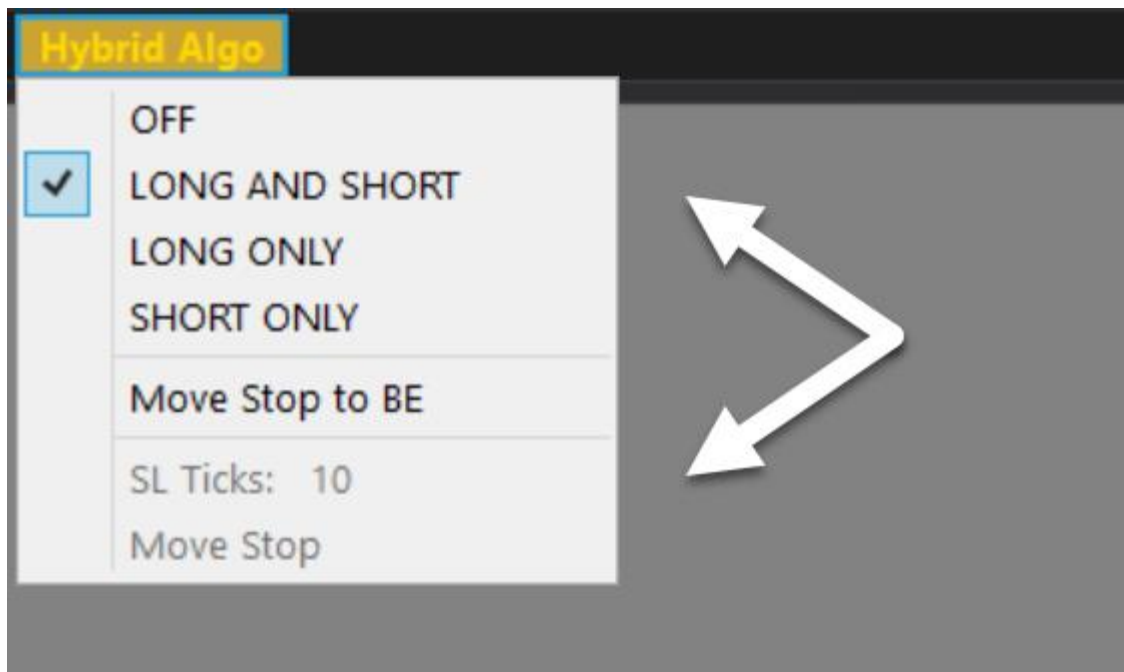 Hybrid Algo
OFF
LONG AND SHORT
LONG ONLY
SHORT ONLY
Move Stop to BE
SL Ticks: 10
Move Stop